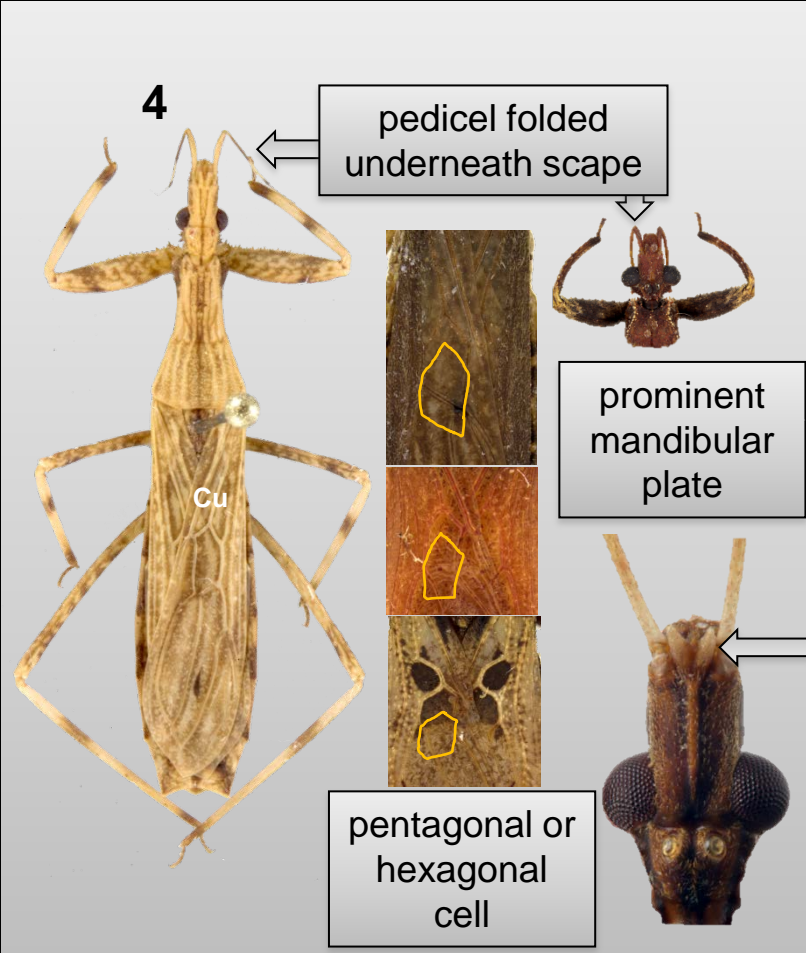 4
pedicel folded
underneath scape
prominent
mandibular
plate
Cu
pentagonal or
hexagonal
cell